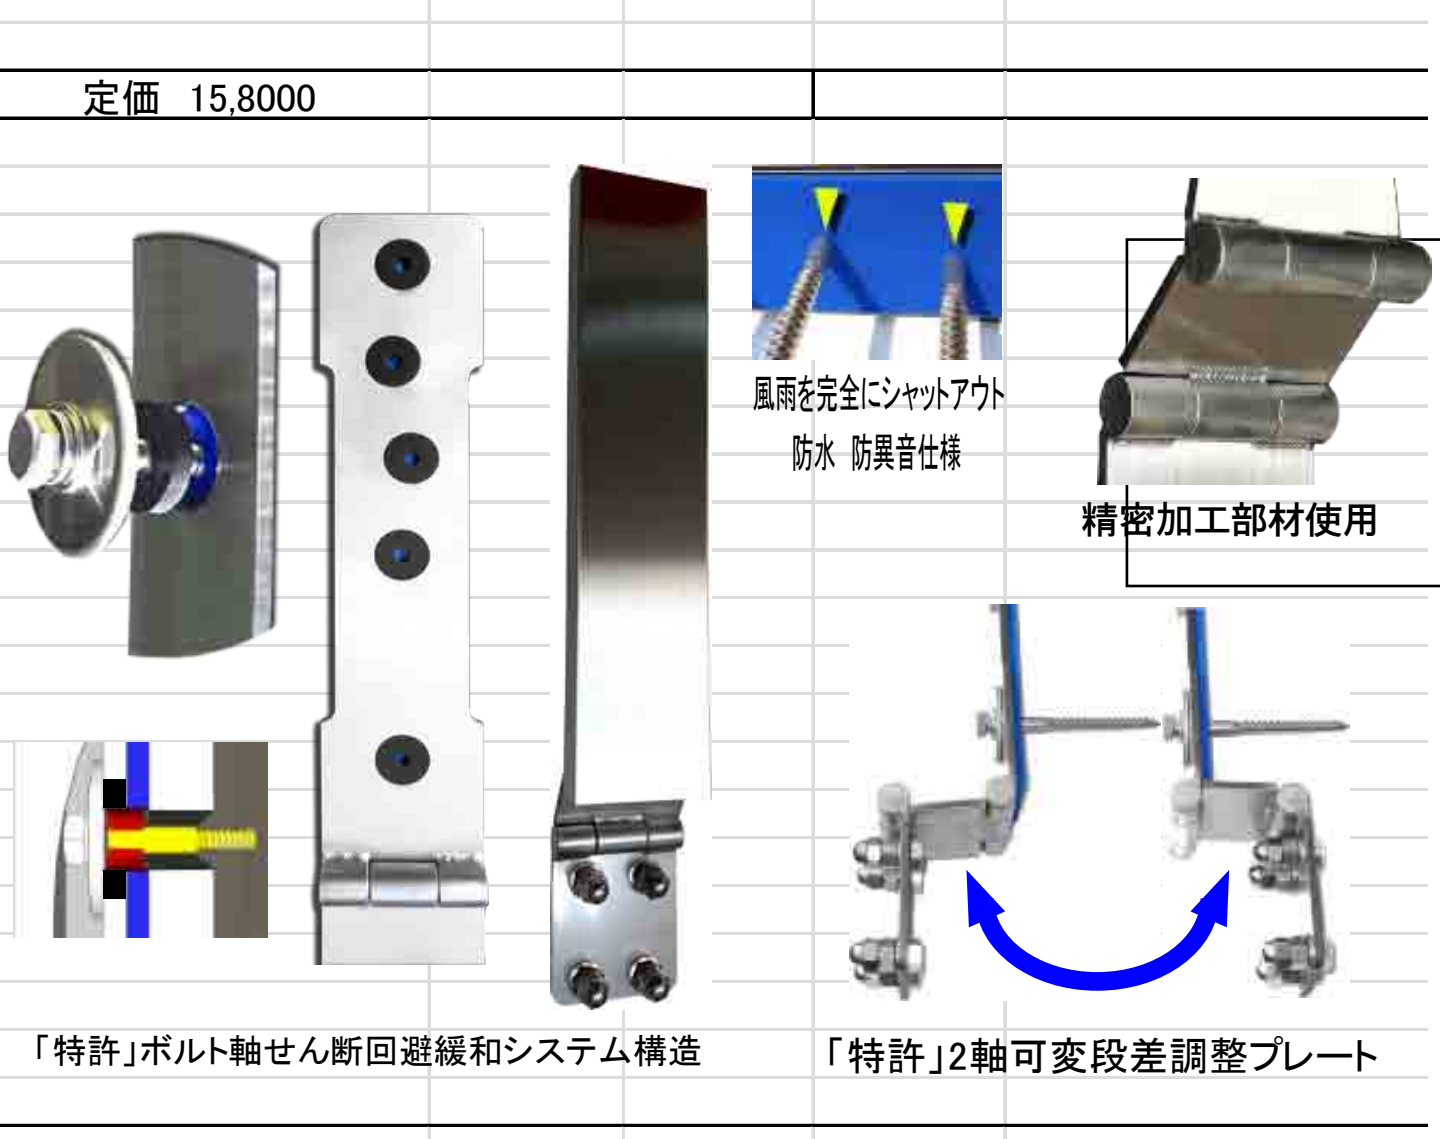 定価 15,8000
風雨を完全にシャットアウト
防水 防異音仕様
精密加工部材使用
「特許」ボルト軸せん断回避緩和システム構造
「特許」2軸可変段差調整プレート